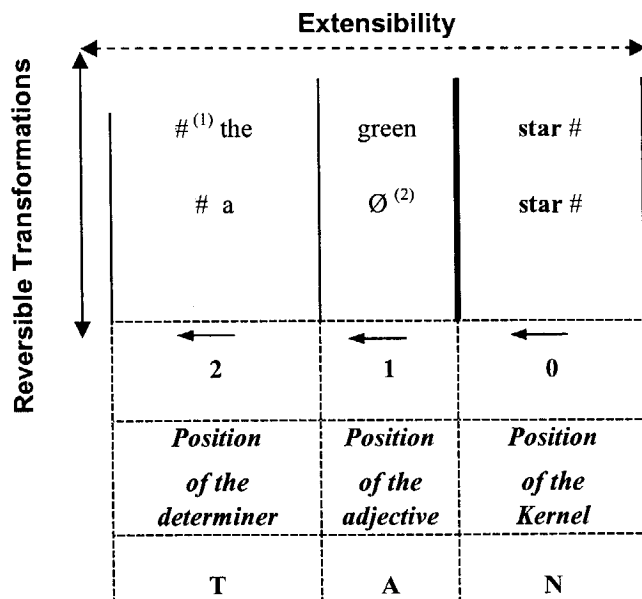 Extensibility
Reversible Transformations
# (1) the green star #
# a Ø (2) star #
2 1 0
Position Position Position
of the of the of the
determiner adjective Kernel
T A N